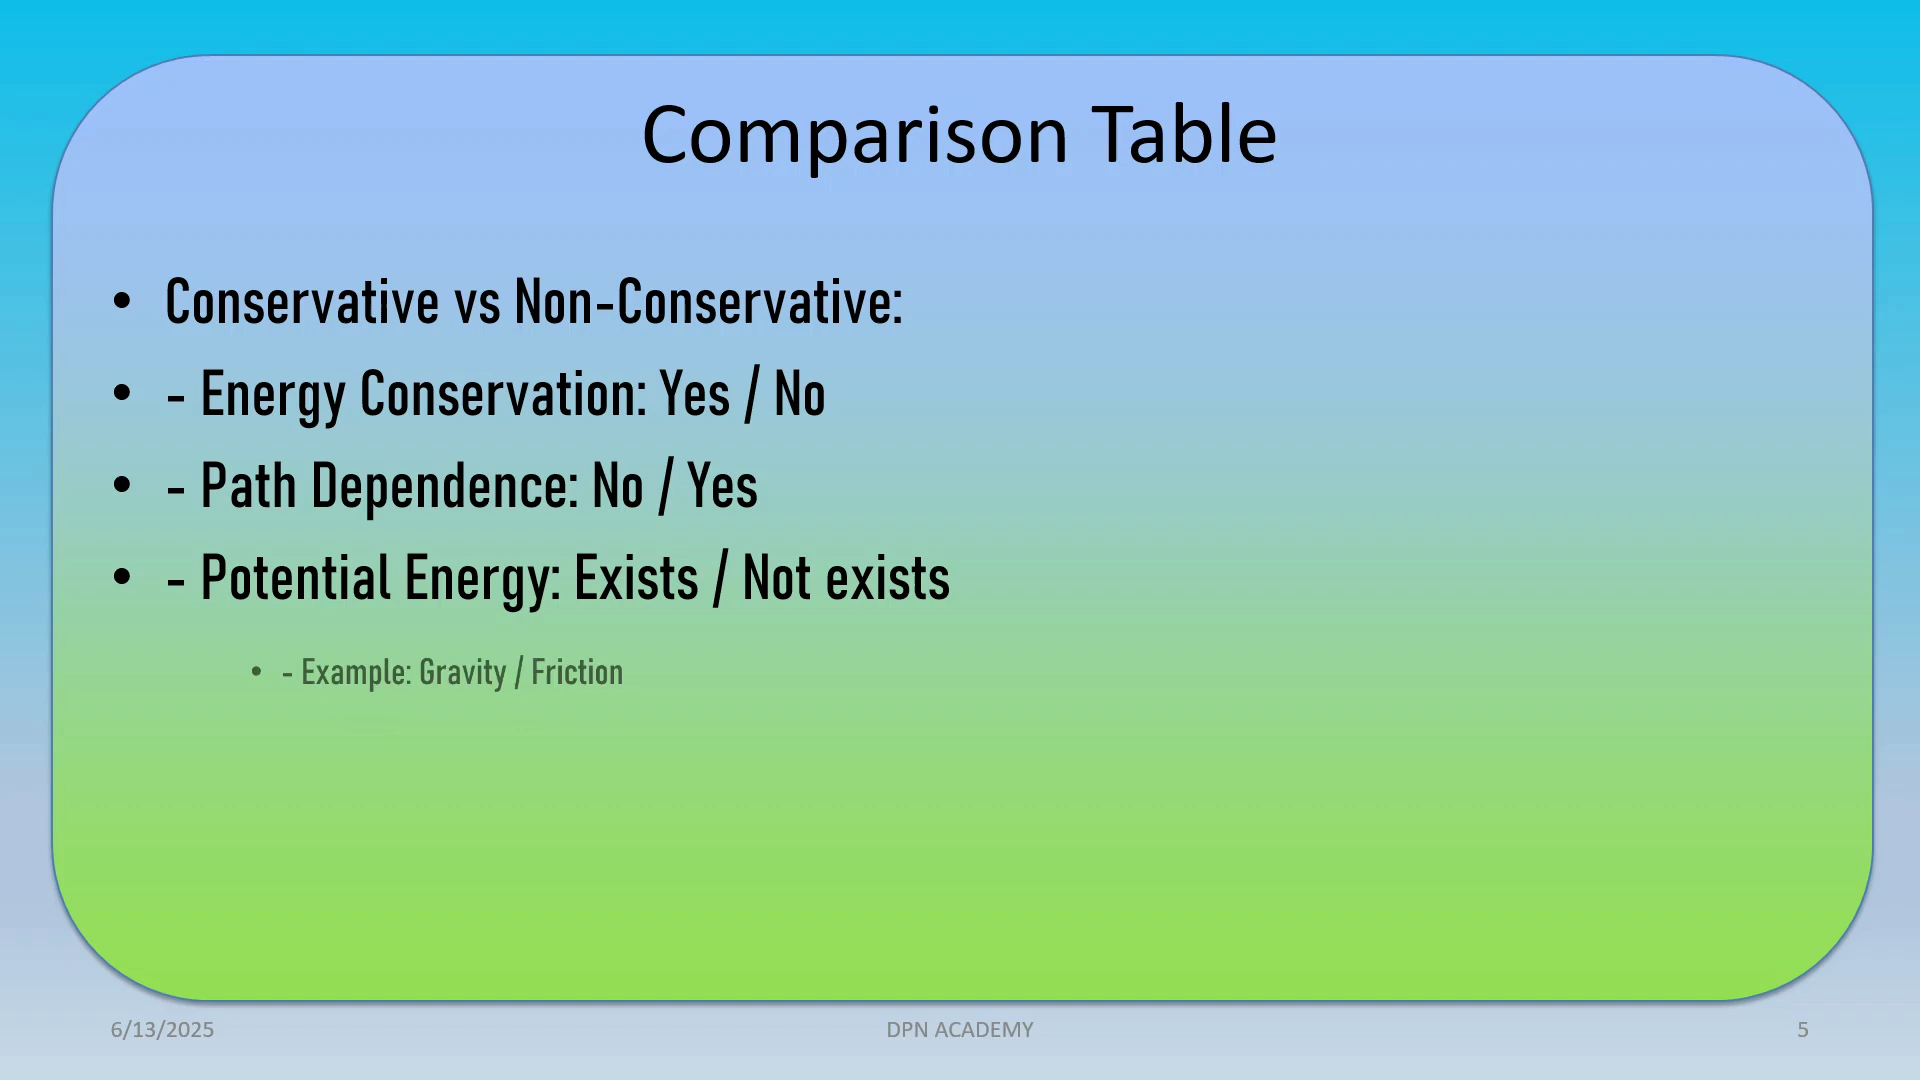 Comparison Table
• Conservative vs Non-Conservative:
• - Energy Conservation: Yes / No
• - Path Dependence: No / Yes
• - Potential Energy: Exists / Not exists
• - Example: Gravity / Friction
6/13/2025
DPN ACADEMY
5